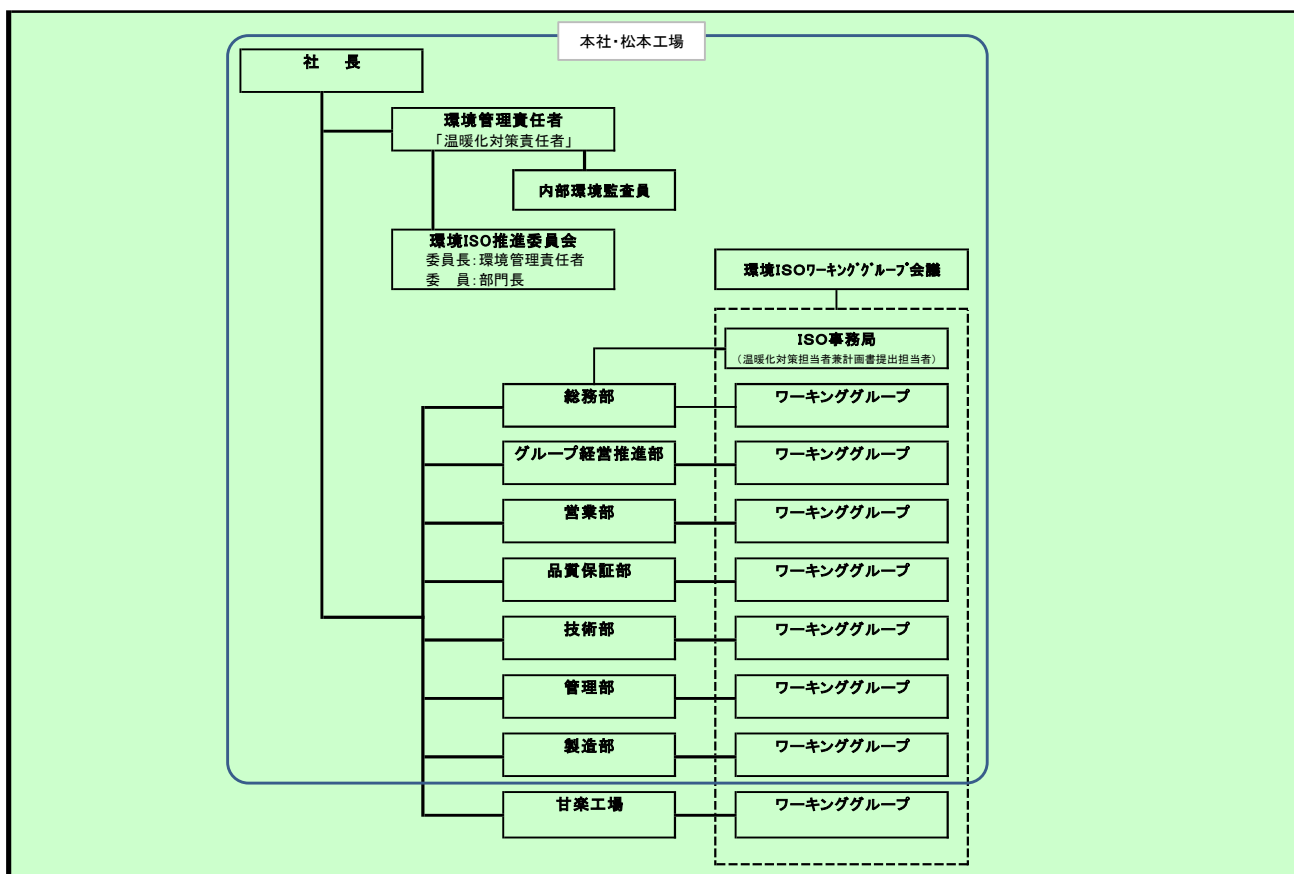 本社・松本工場
社　長
環境管理責任者
「温暖化対策責任者」
内部環境監査員
環境ISO推進委員会
委員長：環境管理責任者
委　員：部門長
環境ISOﾜｰｷﾝｸﾞｸﾞﾙｰﾌﾟ会議
ISO事務局
（温暖化対策担当者兼計画書提出担当者）
総務部
ワーキンググループ
グループ経営推進部
ワーキンググループ
営業部
ワーキンググループ
品質保証部
ワーキンググループ
技術部
ワーキンググループ
管理部
ワーキンググループ
製造部
ワーキンググループ
甘楽工場
ワーキンググループ